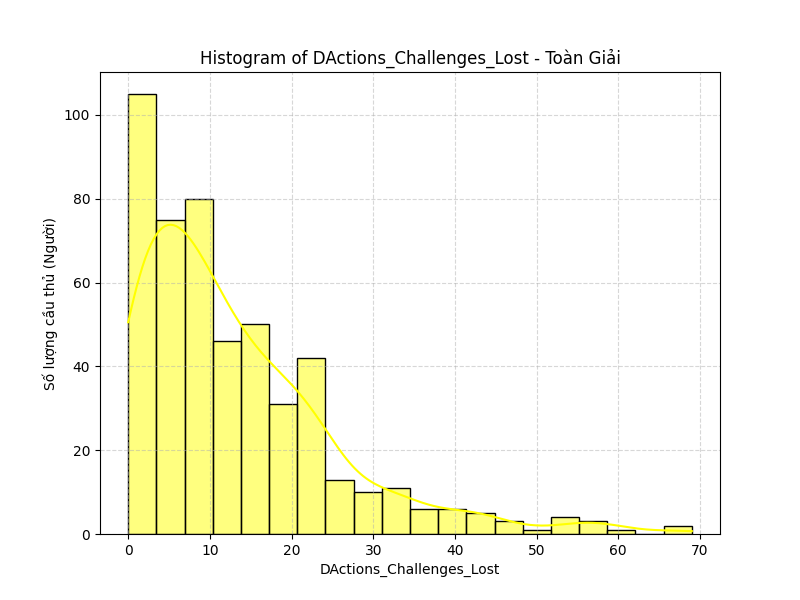 Histogram of DActions_Challenges_Lost - Toàn Giải
100
80
60
40
20
0
Số lượng cầu thủ (Người)
0 10 20 30 40 50 60 70
DActions_Challenges_Lost